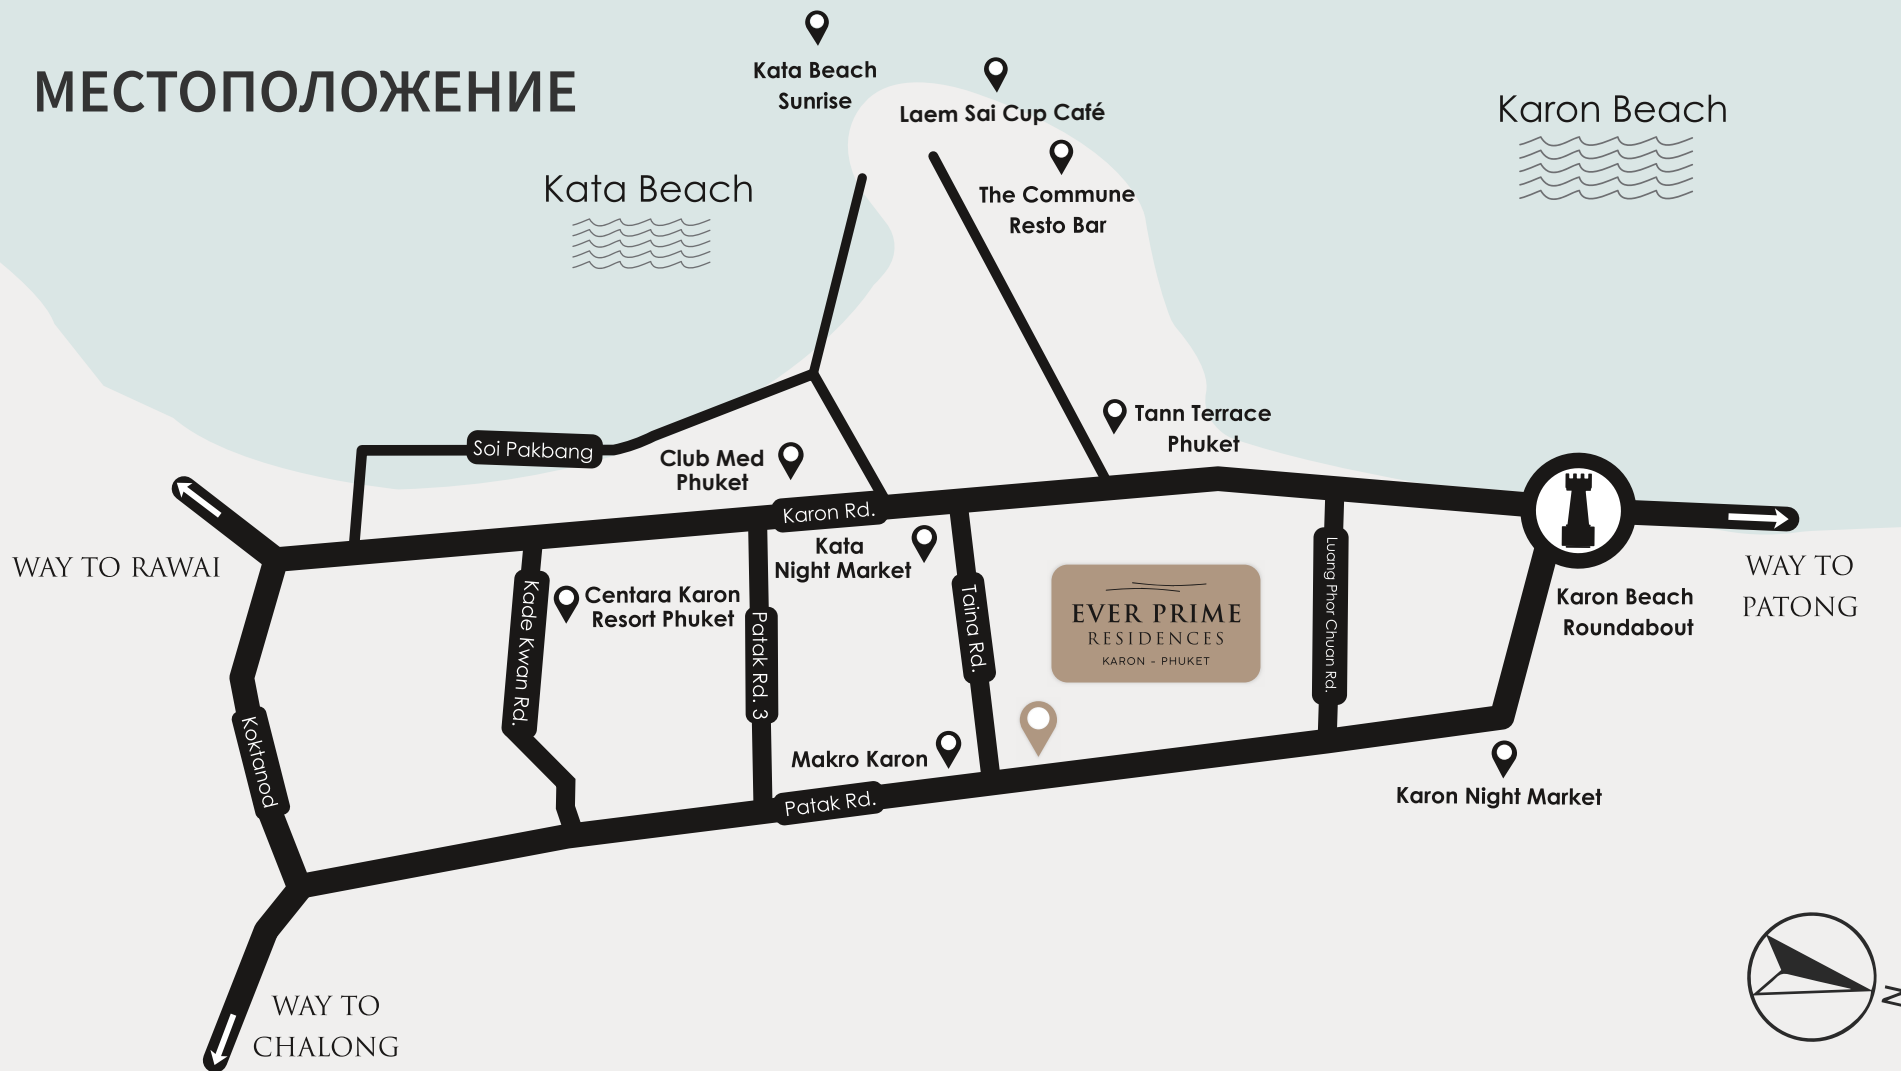 МЕСТОПОЛОЖЕНИЕ
Kata Beach
Sunrise
Laem Sai Cup Café
Karon Beach
The Commune
Resto Bar
Kata Beach
Tann Terrace
Phuket
Soi Pakbang
Club Med
Phuket
Karon Rd.
Kata
Night Market
WAY TO RAWAI
WAY TO
PATONG
Karon Beach
Roundabout
Centara Karon
Resort Phuket
Kade Kwan Rd.
Patak Rd. 3
Taina Rd.
EVER PRIME
RESIDENCES
KARON - PHUKET
Luang Phor Chuan Rd.
Koktanod
Makro Karon
Patak Rd.
Karon Night Market
WAY TO
CHALONG
N